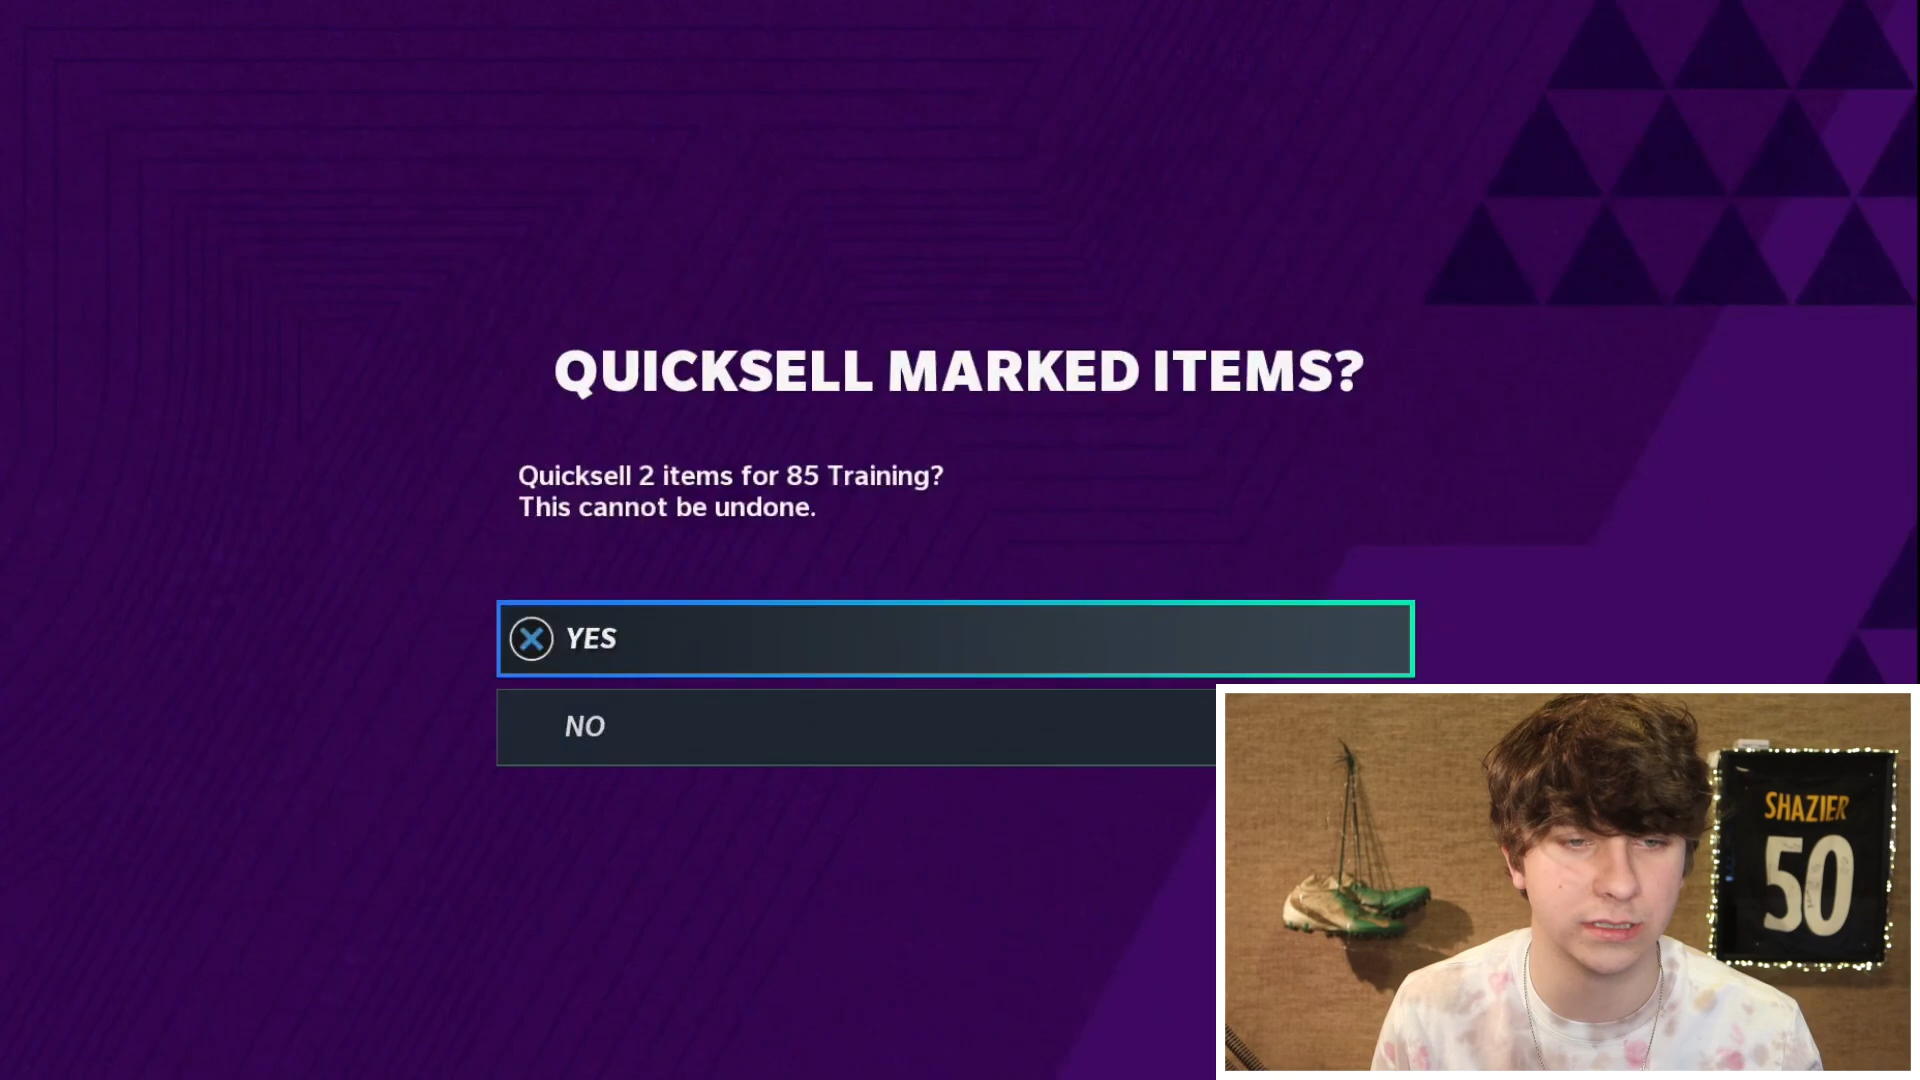 QUICKSELL MARKED ITEMS?
Quicksell 2 items for 85 Training?
This cannot be undone.
YES
NO
SHAZIER
50